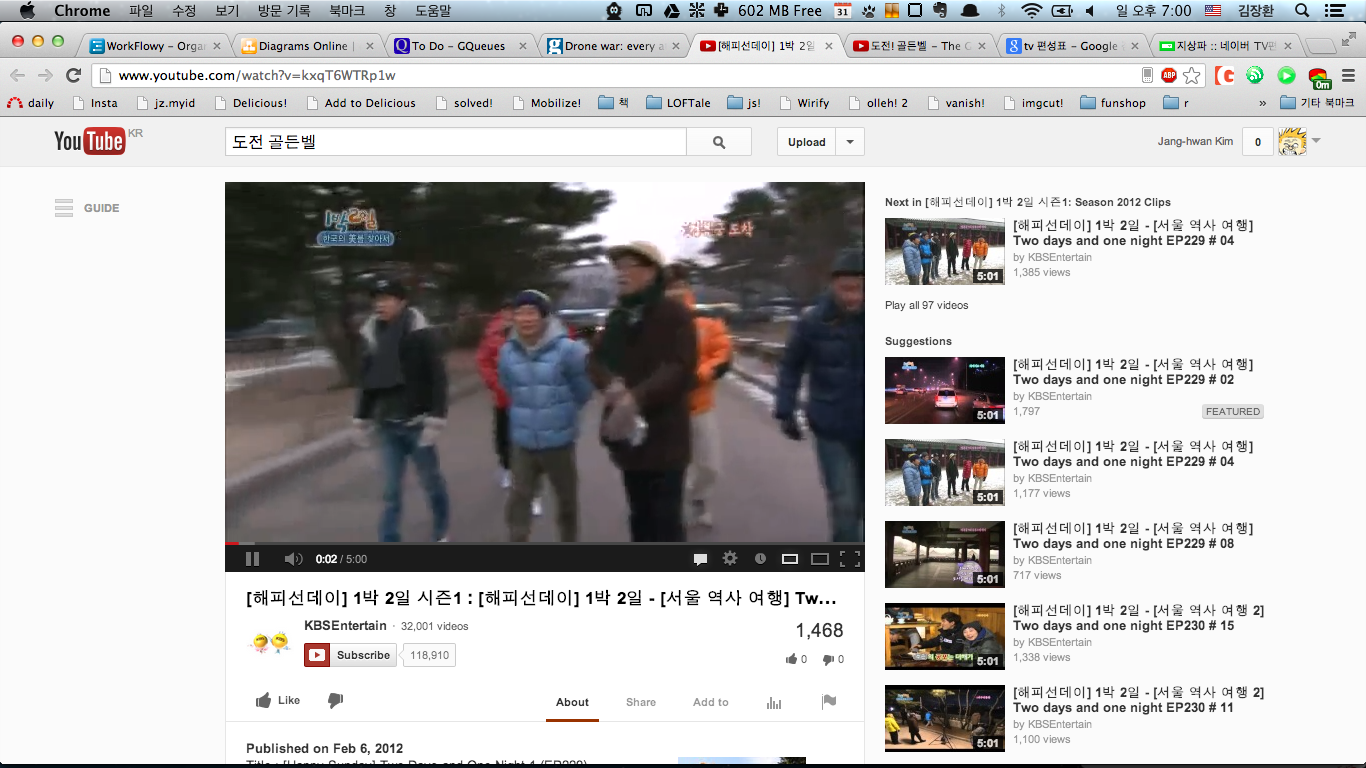 Chrome 파일 수정 보기 방문 기록 북마크 창 도움말 602 MB Free 31 일 오후 7:00 김장환
WorkFlowy – Orga
Diagrams Online |
To Do – GQueues
Drone war: every a
[해피선데이] 1박 2일
도전! 골든벨 – The C
tv 편성표 – Google
지상파 :: 네이버 TV편
www.youtube.com/watch?v=kxqT6WTRp1w
ABP
0m
daily Insta jz.myid Delicious! Add to Delicious solved! Mobilize! 책 LOFTale js! Wirify olleh! 2 vanish! imgcut! funshop r » 기타 북마크
YouTube KR
도전 골든벨
Upload
Jang-hwan Kim 0
GUIDE
1박2일
한국의 美를 찾아서
0:02 / 5:00
[해피선데이] 1박 2일 시즌1 : [해피선데이] 1박 2일 - [서울 역사 여행] Tw...
KBSEntertain · 32,001 videos
Subscribe 118,910
1,468
0 0
Like
About Share Add to
Published on Feb 6, 2012
Title : [Happy Sunday] Two Days and One Night 1 (EP229)
Next in [해피선데이] 1박 2일 시즌1: Season 2012 Clips
[해피선데이] 1박 2일 - [서울 역사 여행]
Two days and one night EP229 # 04
by KBSEntertain
1,385 views
5:01
Play all 97 videos
Suggestions
[해피선데이] 1박 2일 - [서울 역사 여행]
Two days and one night EP229 # 02
by KBSEntertain
1,797
FEATURED
5:01
[해피선데이] 1박 2일 - [서울 역사 여행]
Two days and one night EP229 # 04
by KBSEntertain
1,177 views
5:01
[해피선데이] 1박 2일 - [서울 역사 여행]
Two days and one night EP229 # 08
by KBSEntertain
717 views
5:01
[해피선데이] 1박 2일 - [서울 역사 여행 2]
Two days and one night EP230 # 15
by KBSEntertain
1,338 views
5:01
[해피선데이] 1박 2일 - [서울 역사 여행 2]
Two days and one night EP230 # 11
by KBSEntertain
1,100 views
5:01